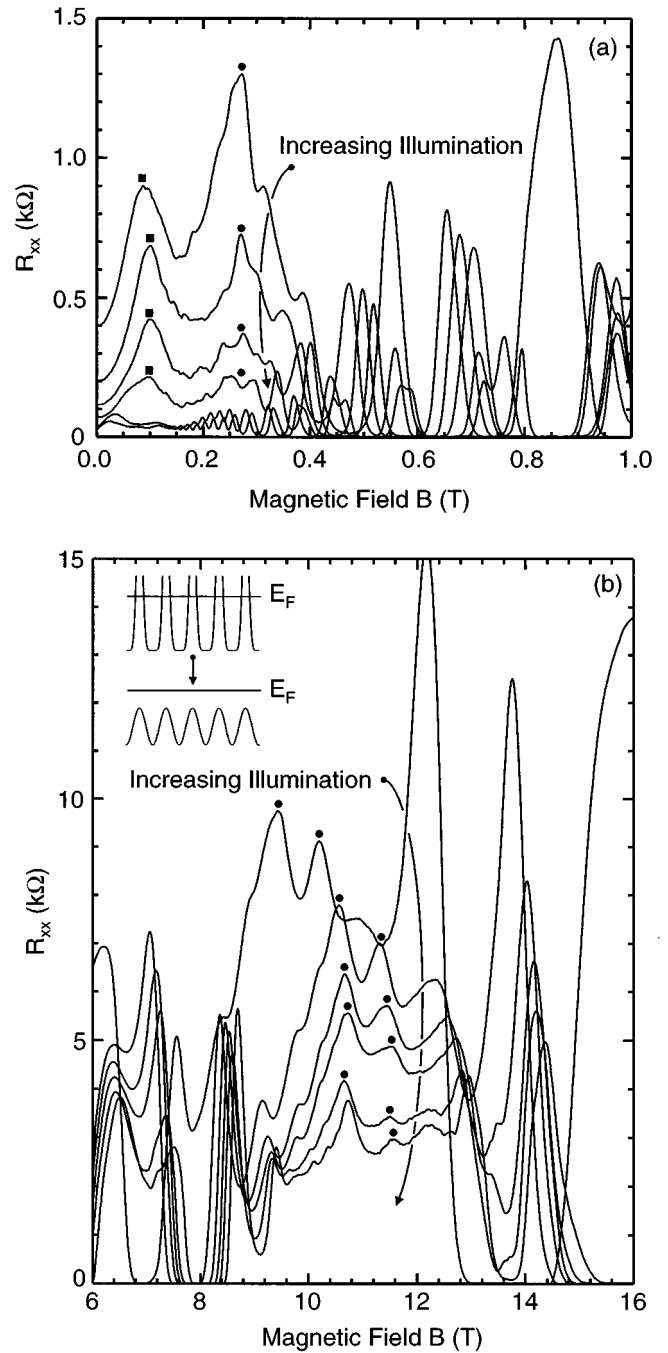 1.5
(a)
Increasing Illumination
1.0
R_xx (kΩ)
0.5
0
0.0 0.2 0.4 0.6 0.8 1.0
Magnetic Field B (T)
15
(b)
E_F
E_F
Increasing Illumination
10
R_xx (kΩ)
5
0
6 8 10 12 14 16
Magnetic Field B (T)